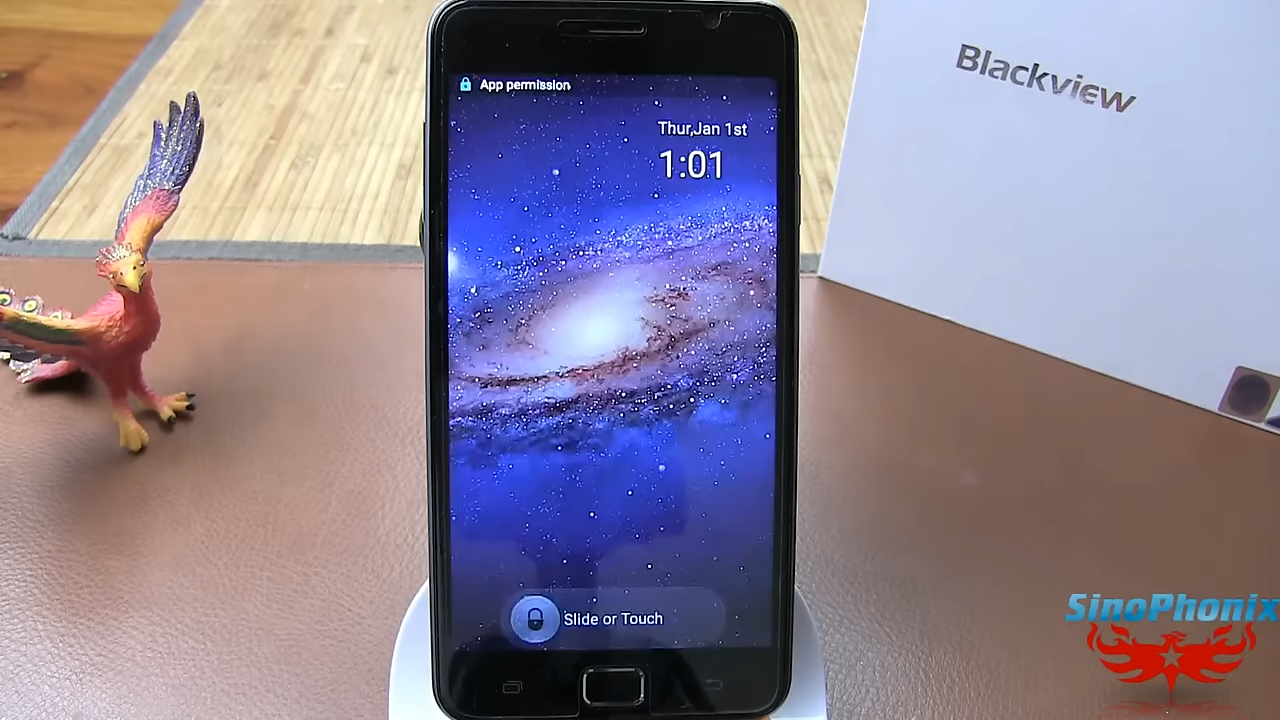 App permission
Thur,Jan 1st
1:01
Slide or Touch
Blackview
SinoPhonix